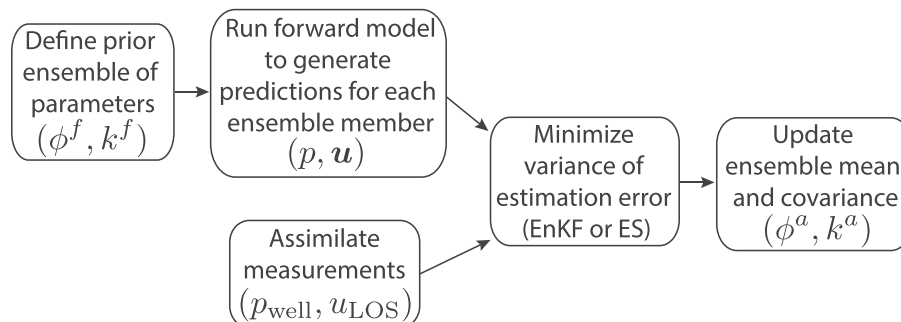 Define prior
ensemble of
parameters
(ϕ^f, k^f)
Run forward model
to generate
predictions for each
ensemble member
(p, u)
Assimilate
measurements
(p_well, u_LOS)
Minimize
variance of
estimation error
(EnKF or ES)
Update
ensemble mean
and covariance
(ϕ^a, k^a)